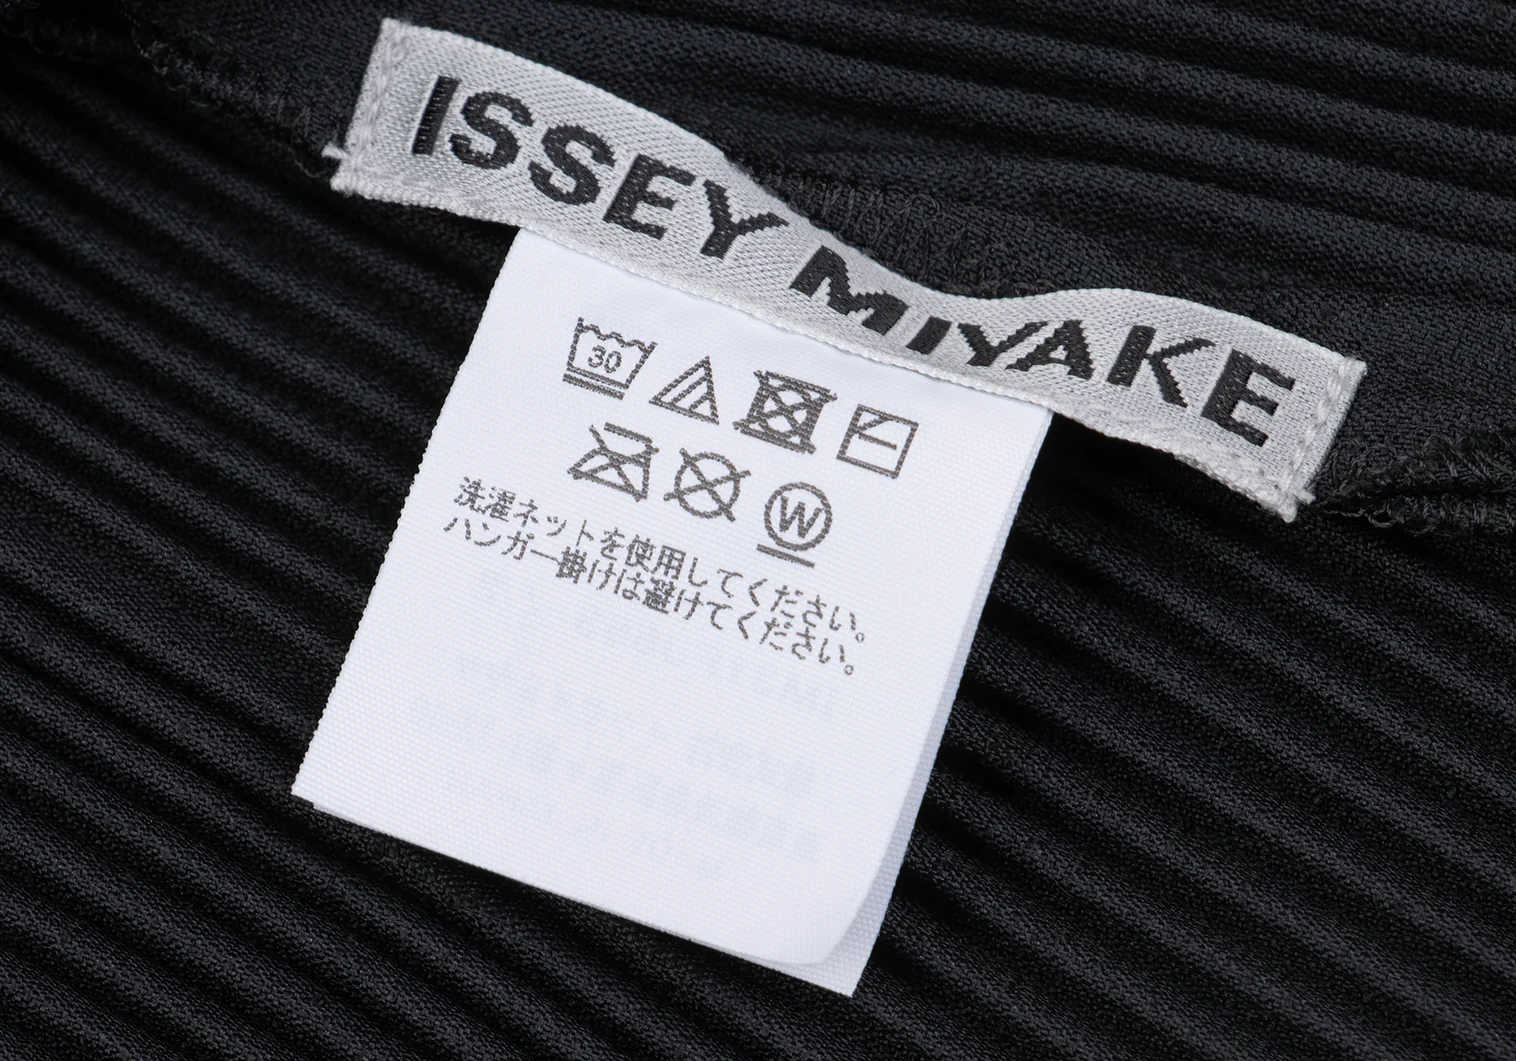 ISSEY MIYAKE
30
W
洗濯ネットを使用してください。
ハンガー掛けは避けてください。